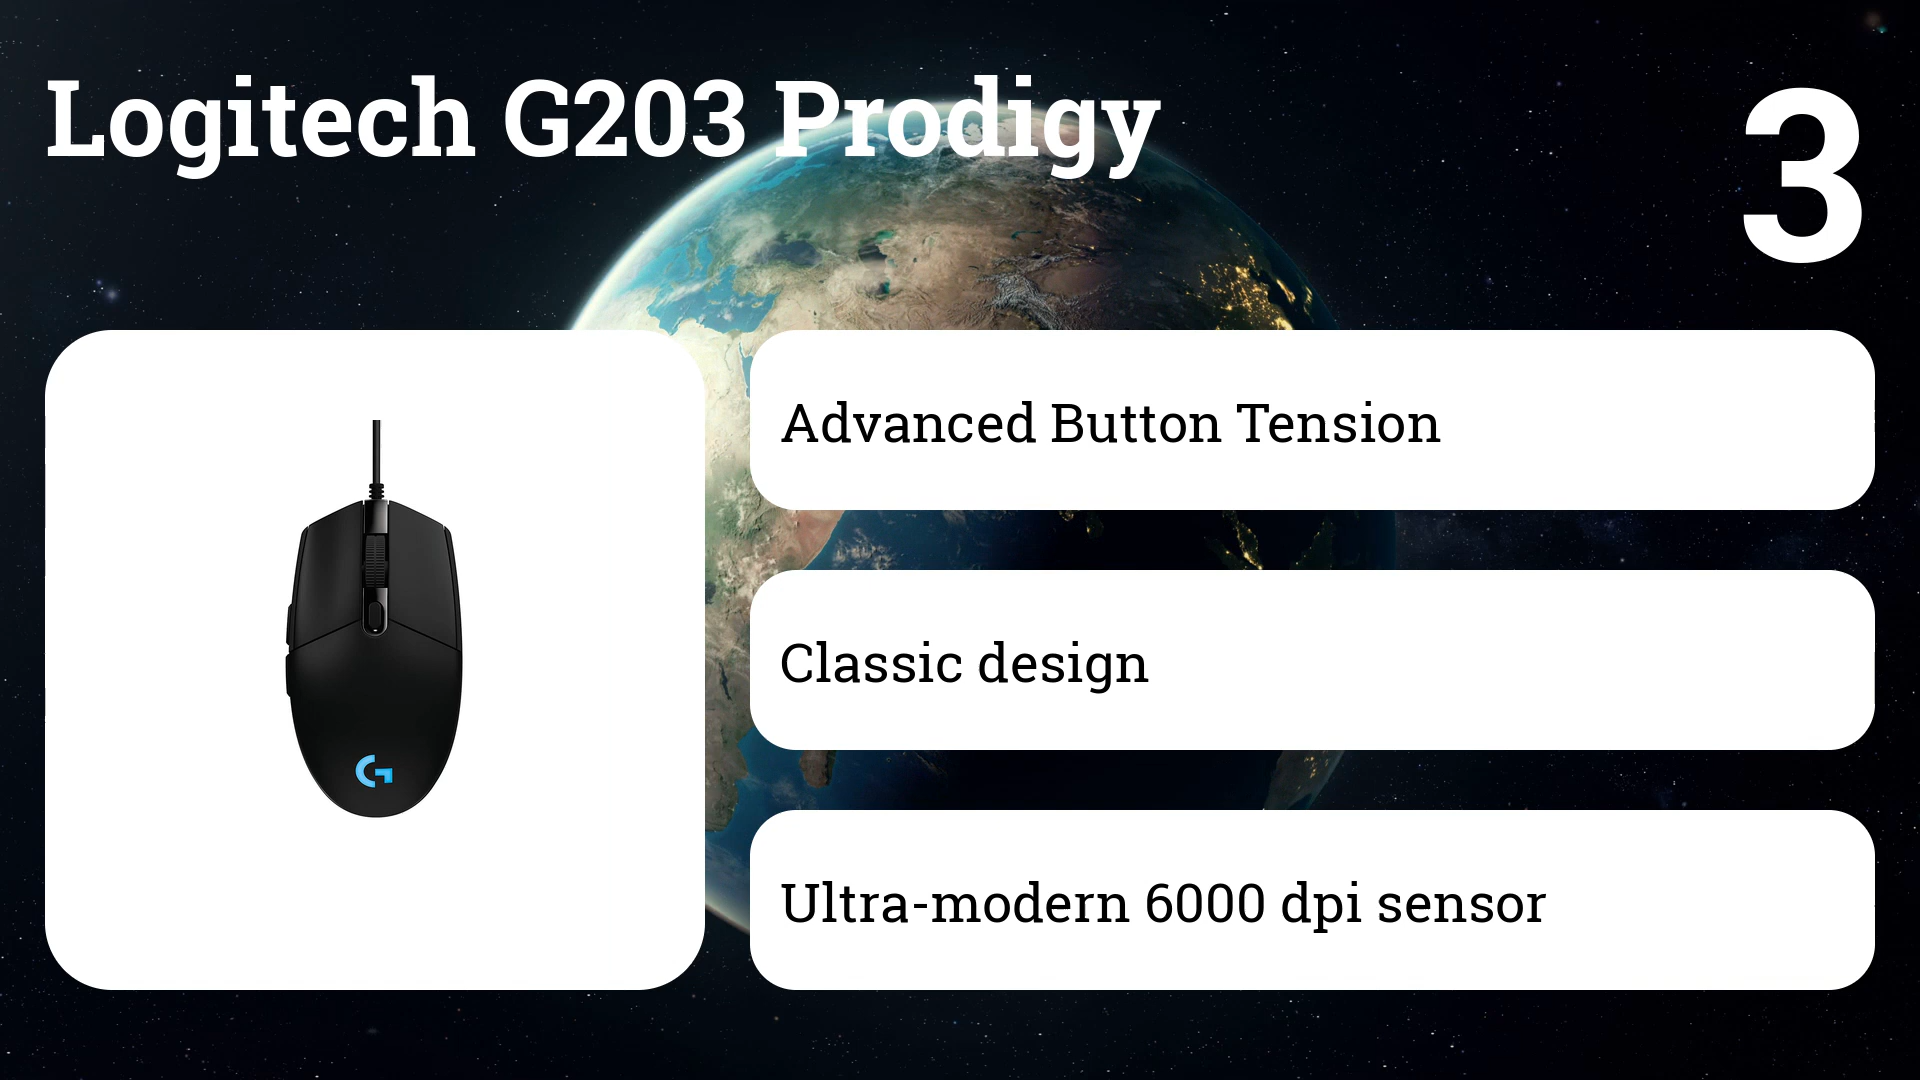 Logitech G203 Prodigy
3
Advanced Button Tension
Classic design
Ultra-modern 6000 dpi sensor